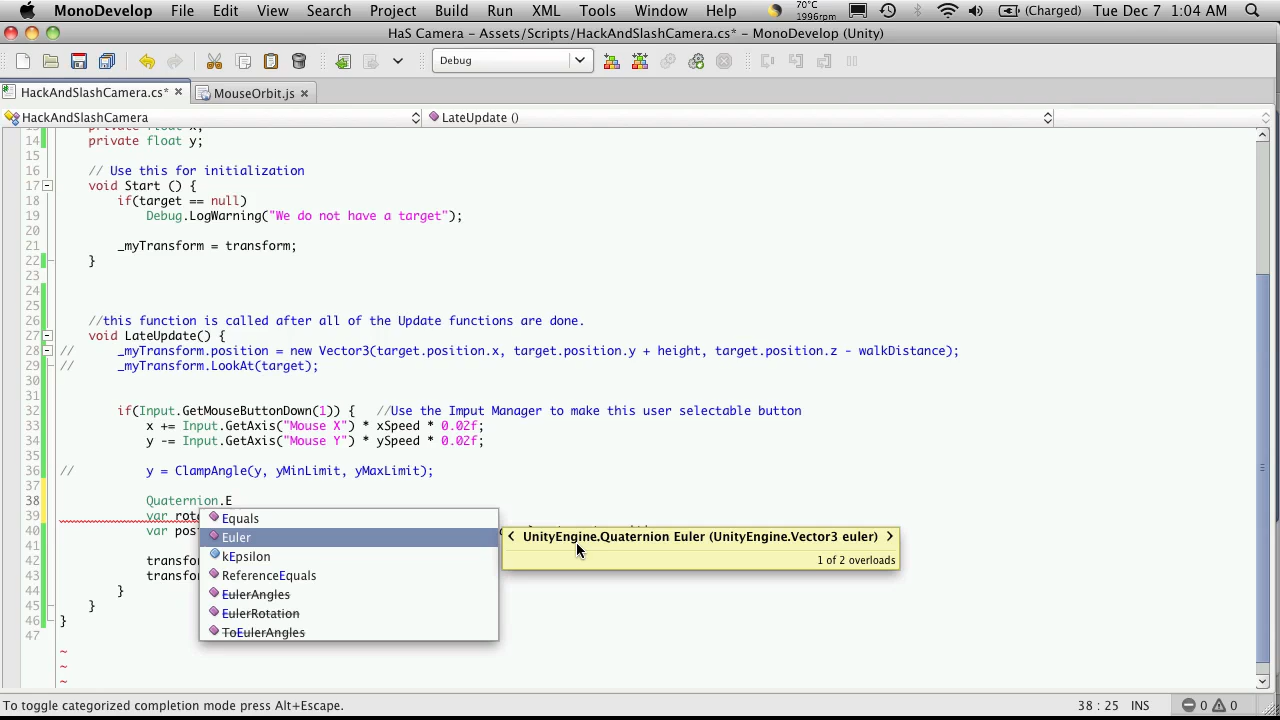 MonoDevelop File Edit View Search Project Build Run XML Tools Unity Window Help 70°C 1996rpm (Charged) Tue Dec 7 1:04 AM
HaS Camera - Assets/Scripts/HackAndSlashCamera.cs* - MonoDevelop (Unity)
Debug
HackAndSlashCamera.cs* MouseOrbit.js
HackAndSlashCamera LateUpdate ()
13 private float x;
14 private float y;
15
16 // Use this for initialization
17 void Start () {
18 if(target == null)
19 Debug.LogWarning("We do not have a target");
20
21 _myTransform = transform;
22 }
23
24
25
26 //this function is called after all of the Update functions are done.
27 void LateUpdate() {
28 // _myTransform.position = new Vector3(target.position.x, target.position.y + height, target.position.z - walkDistance);
29 // _myTransform.LookAt(target);
30
31
32 if(Input.GetMouseButtonDown(1)) { //Use the Imput Manager to make this user selectable button
33 x += Input.GetAxis("Mouse X") * xSpeed * 0.02f;
34 y -= Input.GetAxis("Mouse Y") * ySpeed * 0.02f;
35
36 // y = ClampAngle(y, yMinLimit, yMaxLimit);
37
38 Quaternion.E
39 var rot
40 var pos
41
42 transfor
43 transfor
44 }
45 }
46 }
47
~
~
~
Equals
Euler
kEpsilon
ReferenceEquals
EulerAngles
EulerRotation
ToEulerAngles
UnityEngine.Quaternion Euler (UnityEngine.Vector3 euler)
1 of 2 overloads
To toggle categorized completion mode press Alt+Escape. 38 : 25 INS 0 0